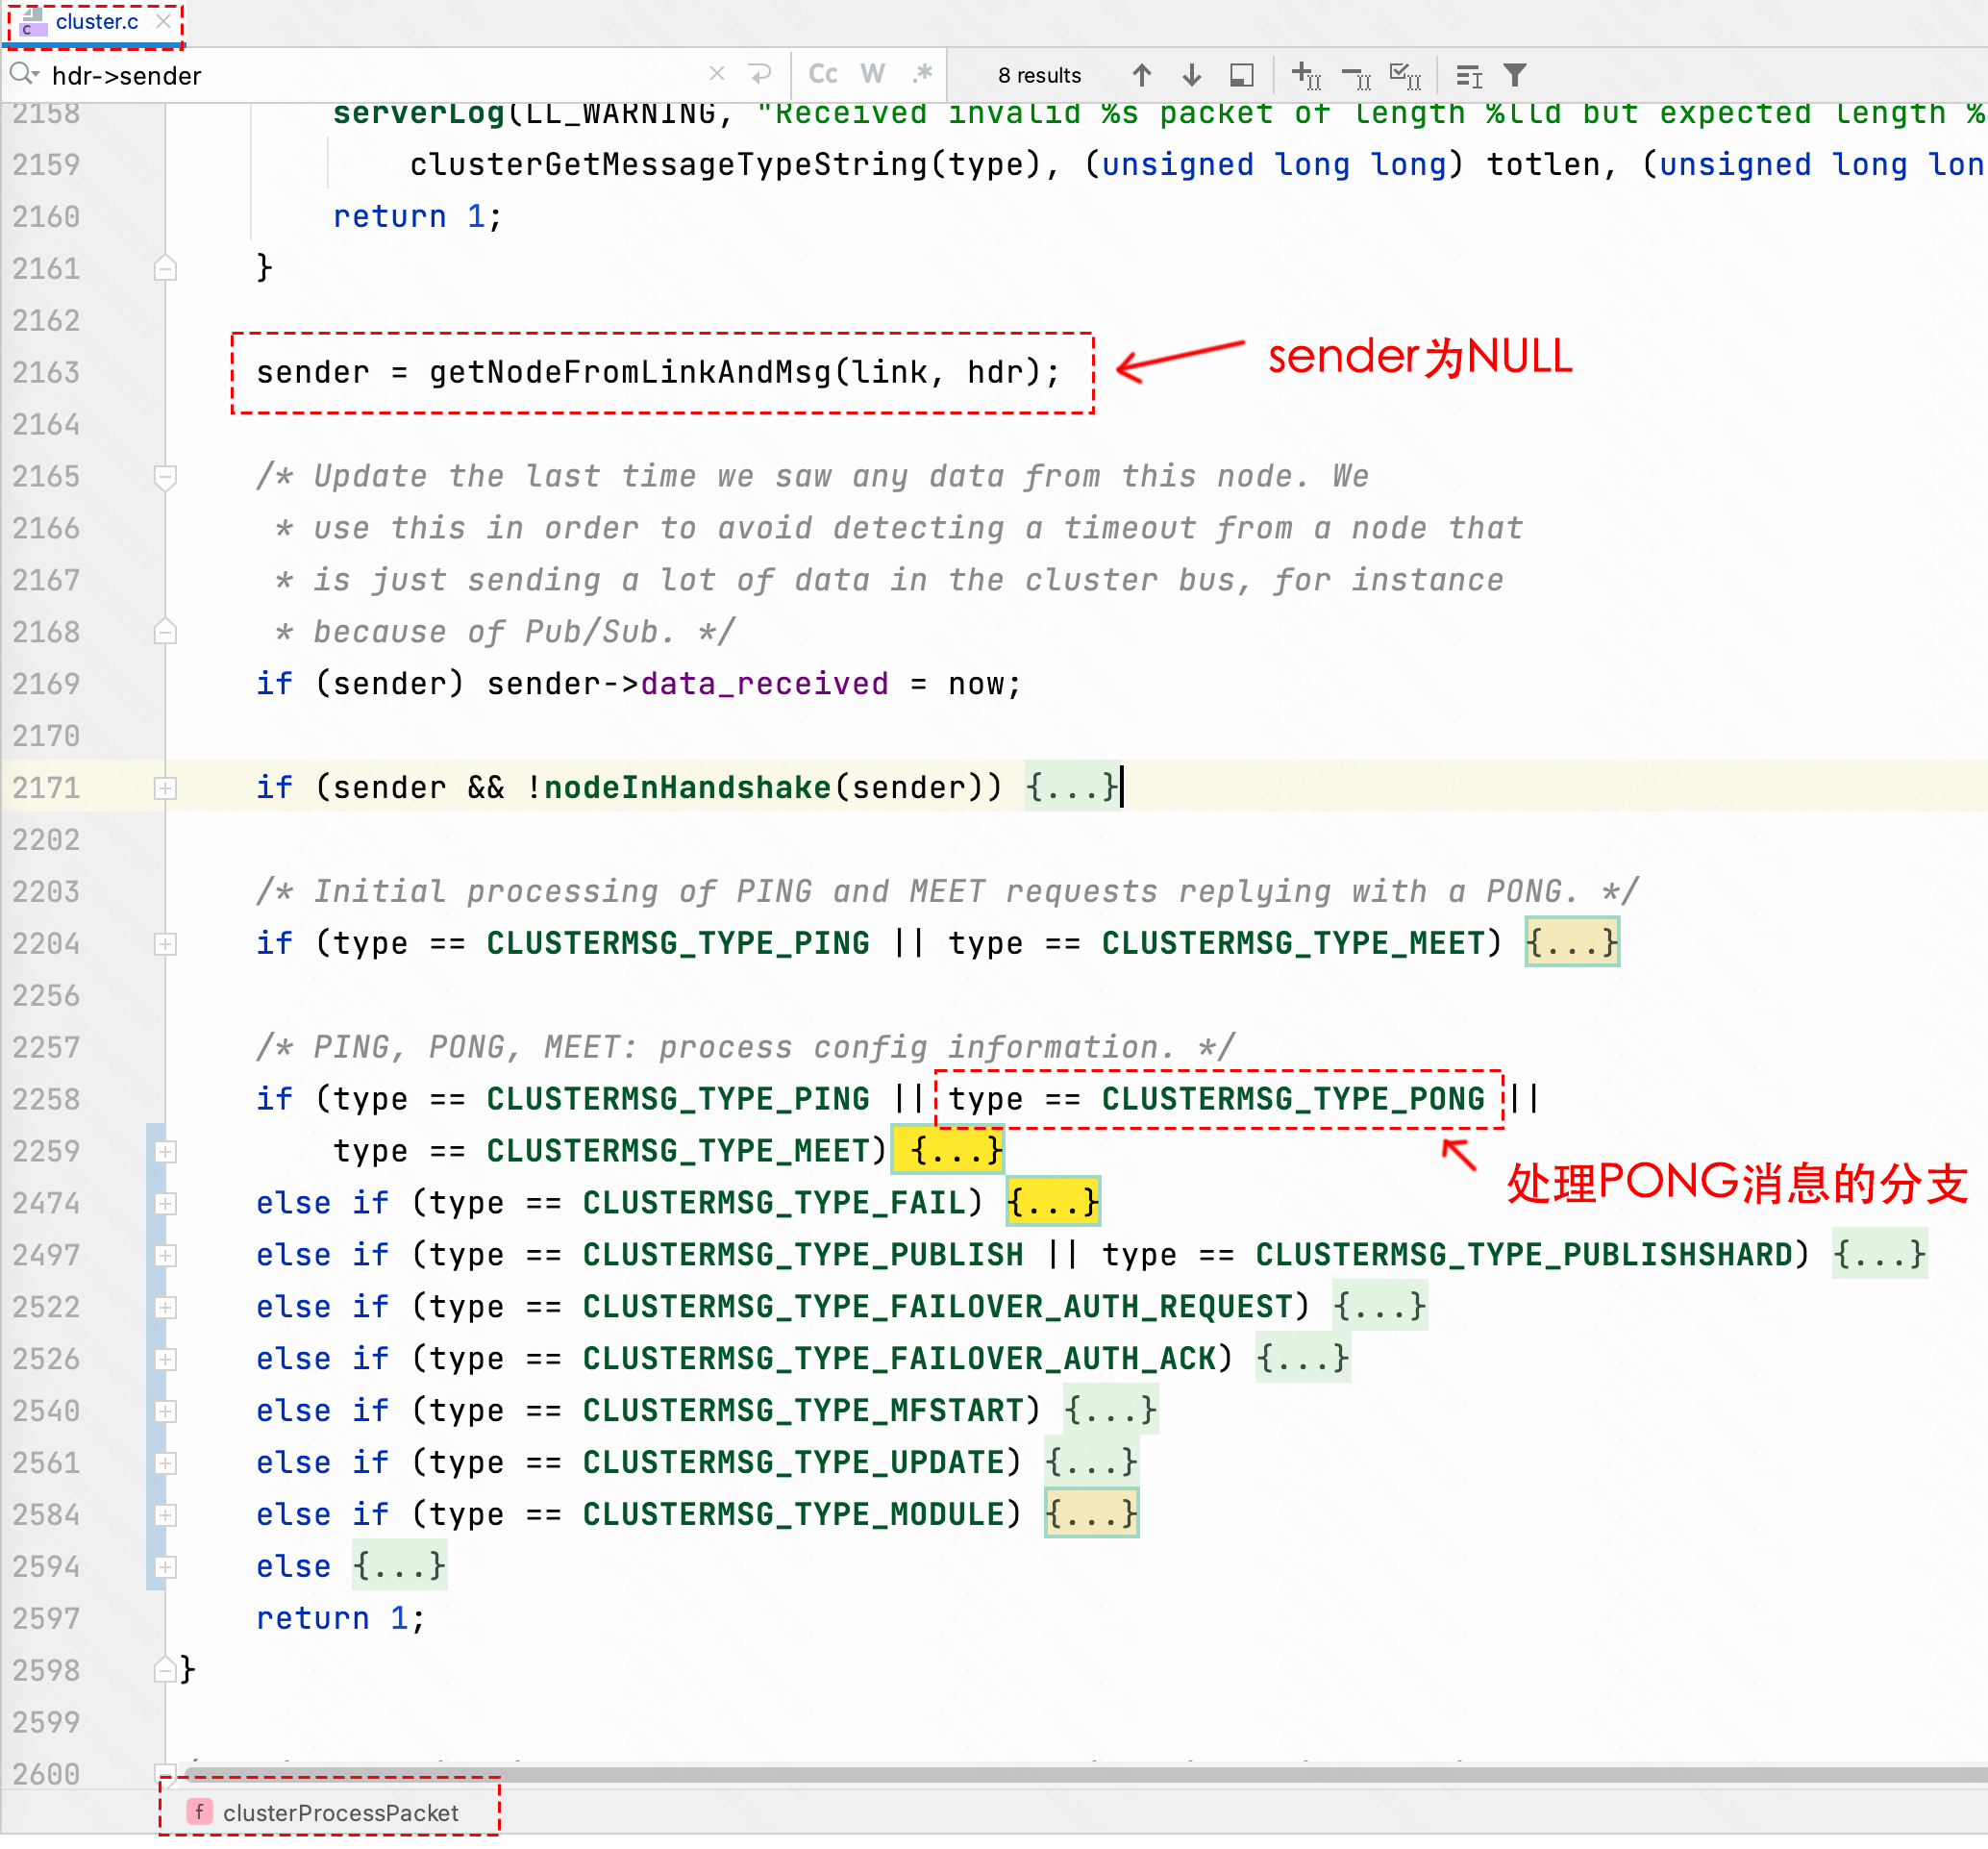 cluster.c
hdr->sender
Cc W .* 8 results
2158 serverLog(LL_WARNING, "Received invalid %s packet of length %lld but expected length %
2159 clusterGetMessageTypeString(type), (unsigned long long) totlen, (unsigned long lon
2160 return 1;
2161 }
2162
2163 sender = getNodeFromLinkAndMsg(link, hdr); sender为NULL
2164
2165 /* Update the last time we saw any data from this node. We
2166 * use this in order to avoid detecting a timeout from a node that
2167 * is just sending a lot of data in the cluster bus, for instance
2168 * because of Pub/Sub. */
2169 if (sender) sender->data_received = now;
2170
2171 if (sender && !nodeInHandshake(sender)) {...}
2202
2203 /* Initial processing of PING and MEET requests replying with a PONG. */
2204 if (type == CLUSTERMSG_TYPE_PING || type == CLUSTERMSG_TYPE_MEET) {...}
2256
2257 /* PING, PONG, MEET: process config information. */
2258 if (type == CLUSTERMSG_TYPE_PING || type == CLUSTERMSG_TYPE_PONG ||
2259 type == CLUSTERMSG_TYPE_MEET) {...}
处理PONG消息的分支
2474 else if (type == CLUSTERMSG_TYPE_FAIL) {...}
2497 else if (type == CLUSTERMSG_TYPE_PUBLISH || type == CLUSTERMSG_TYPE_PUBLISHSHARD) {...}
2522 else if (type == CLUSTERMSG_TYPE_FAILOVER_AUTH_REQUEST) {...}
2526 else if (type == CLUSTERMSG_TYPE_FAILOVER_AUTH_ACK) {...}
2540 else if (type == CLUSTERMSG_TYPE_MFSTART) {...}
2561 else if (type == CLUSTERMSG_TYPE_UPDATE) {...}
2584 else if (type == CLUSTERMSG_TYPE_MODULE) {...}
2594 else {...}
2597 return 1;
2598 }
2599
2600
f clusterProcessPacket